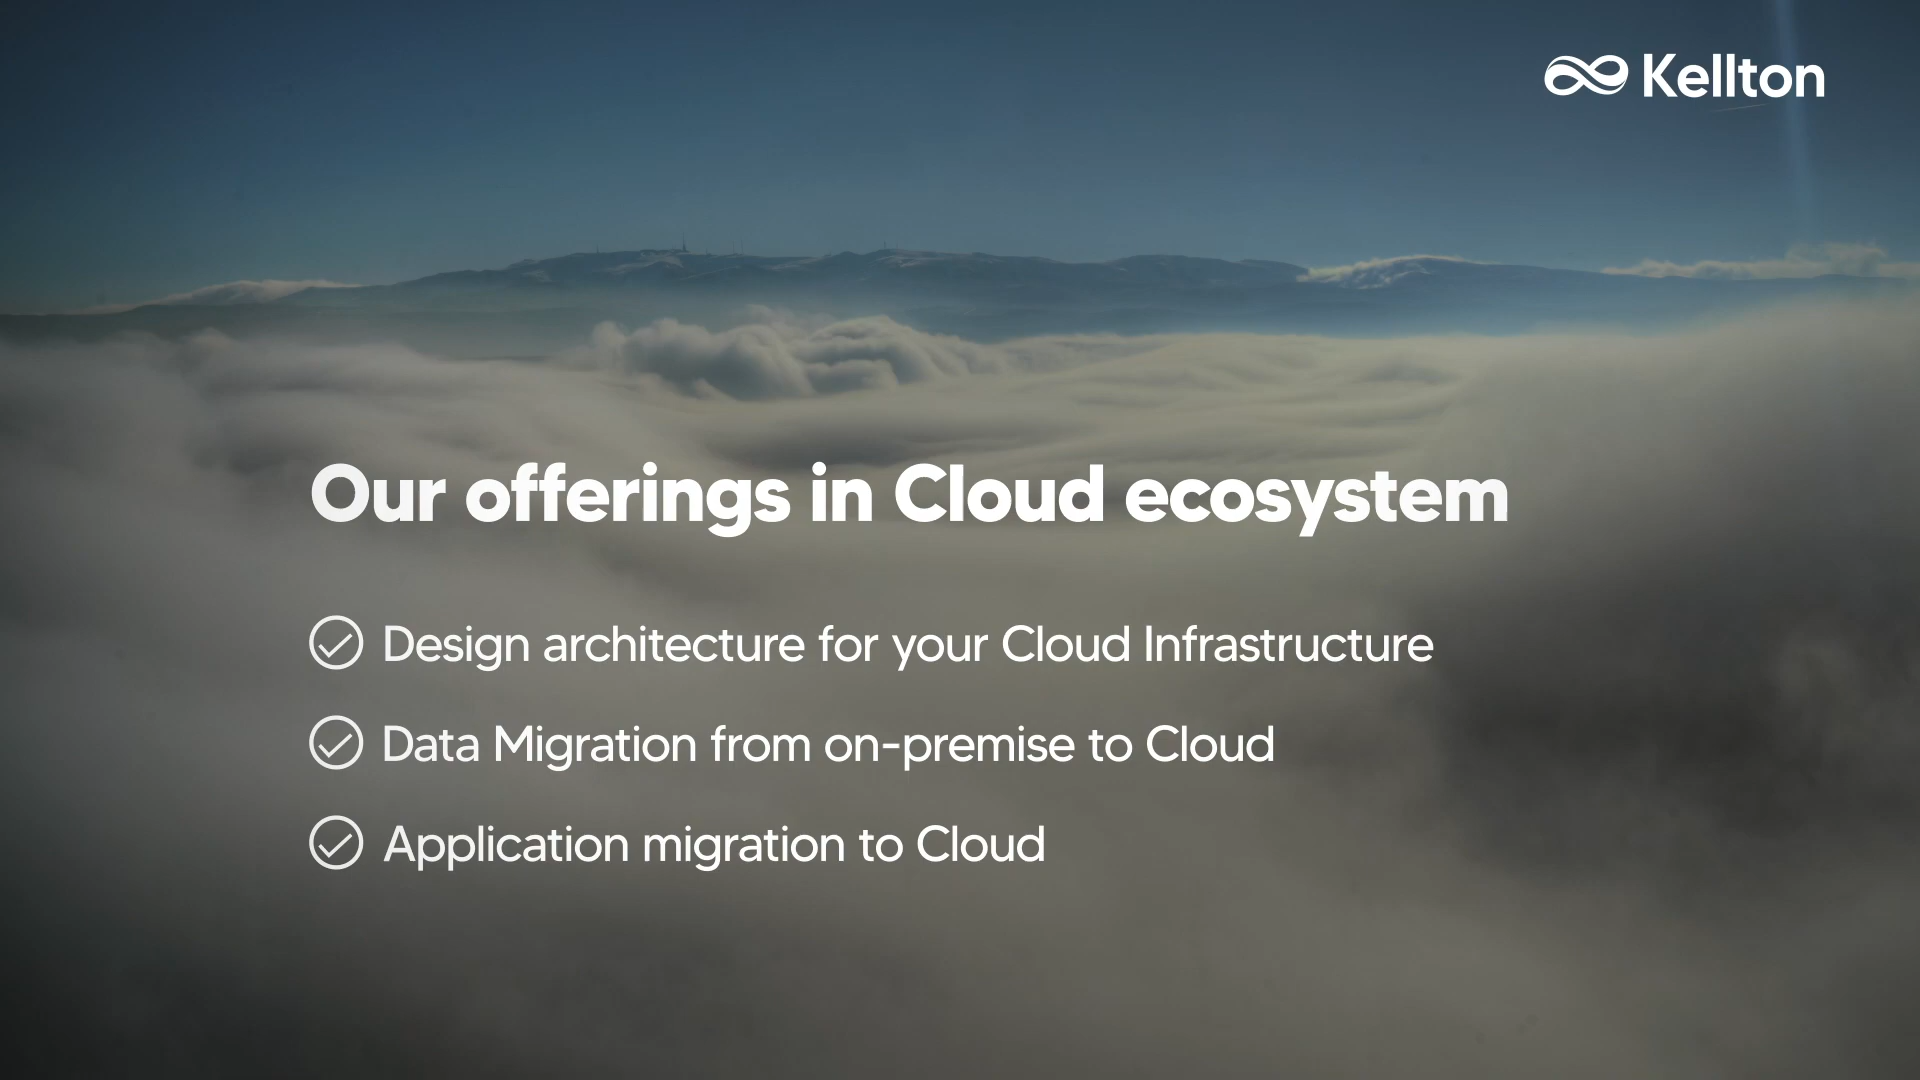 Kellton
Our offerings in Cloud ecosystem
Design architecture for your Cloud Infrastructure
Data Migration from on-premise to Cloud
Application migration to Cloud